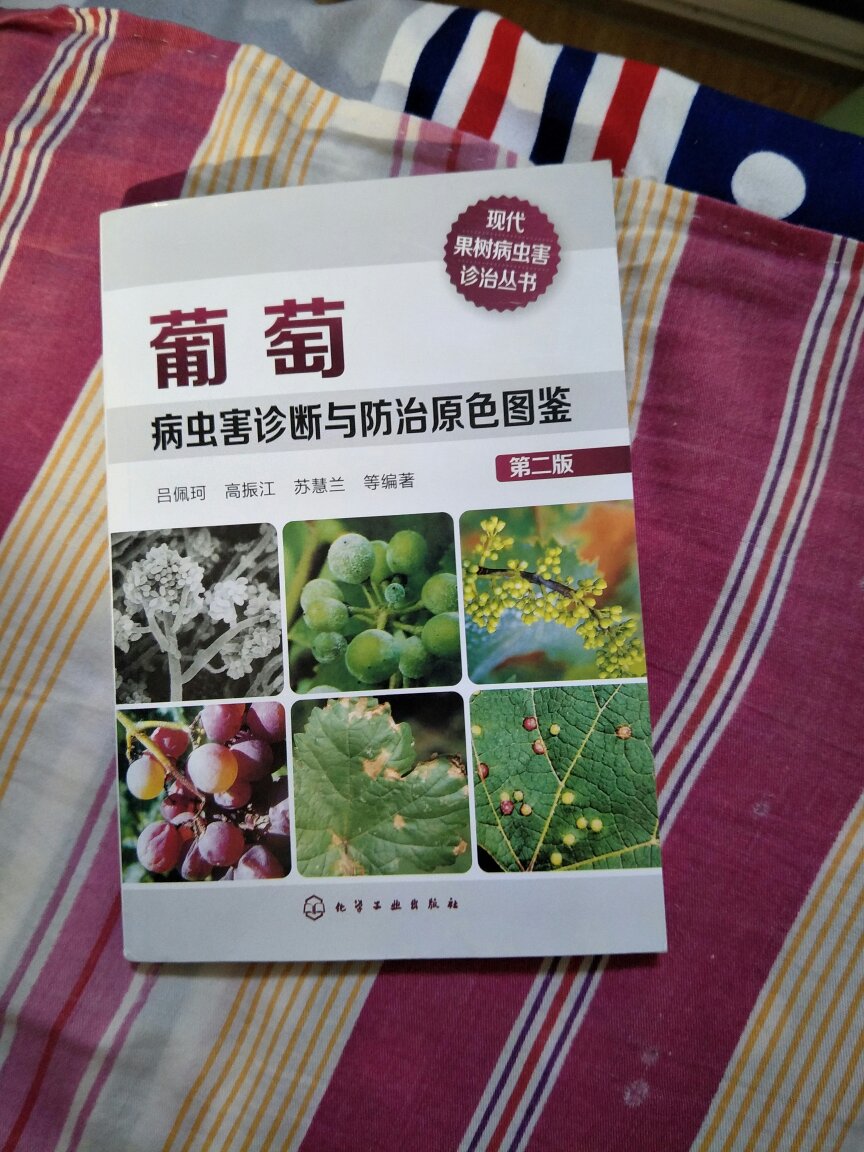 现代
果树病虫害
诊治丛书
葡萄
病虫害诊断与防治原色图鉴
第二版
吕佩珂 高振江 苏慧兰 等编著
化学工业出版社